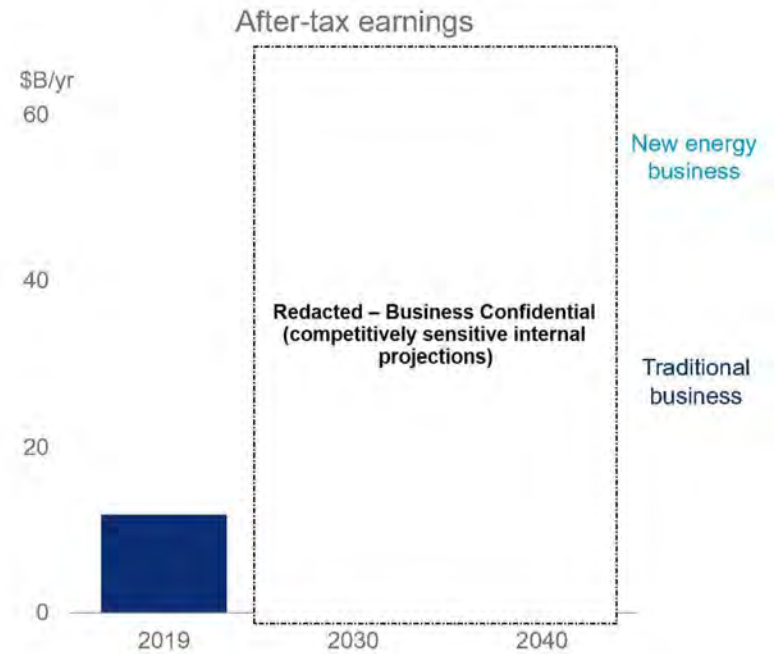 After-tax earnings
$B/yr
60
New energy
business
40
Redacted – Business Confidential
(competitively sensitive internal
projections)
Traditional
business
20
0
2019 2030 2040